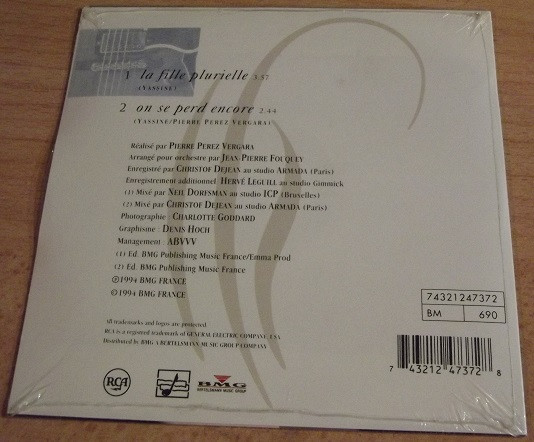 1 la fille plurielle 3.57
(YASSINE)
2 on se perd encore 2.44
(YASSINE/PIERRE PEREZ VERGARA)
Réalisé par PIERRE PEREZ VERGARA
Arrangé pour orchestre par JEAN PIERRE FOUQUEY
Enregistré par CHRISTOF DEJEAN au studio ARMADA (Paris)
Enregistrement additionnel HERVÉ LEGUILL au studio Gimmick
(1) Mixé par NEIL DORFSMAN au studio ICP (Bruxelles)
(2) Mixé par CHRISTOF DEJEAN au studio ARMADA (Paris)
Photographie : CHARLOTTE GODDARD
Graphisme : DENIS HOCH
Management : ABVVV
(1) Ed. BMG Publishing Music France/Emma Prod
(2) Ed. BMG Publishing Music France
℗1994 BMG FRANCE
©1994 BMG FRANCE
74321247372
BM 690
All trademarks and logos are protected.
RCA is a registered trademark of GENERAL ELECTRIC COMPANY, USA
Distributed by BMG/A BERTELSMANN MUSIC GROUP COMPANY
7 43212 47372 8
RCA
BMG
BERTELSMANN MUSIC GROUP